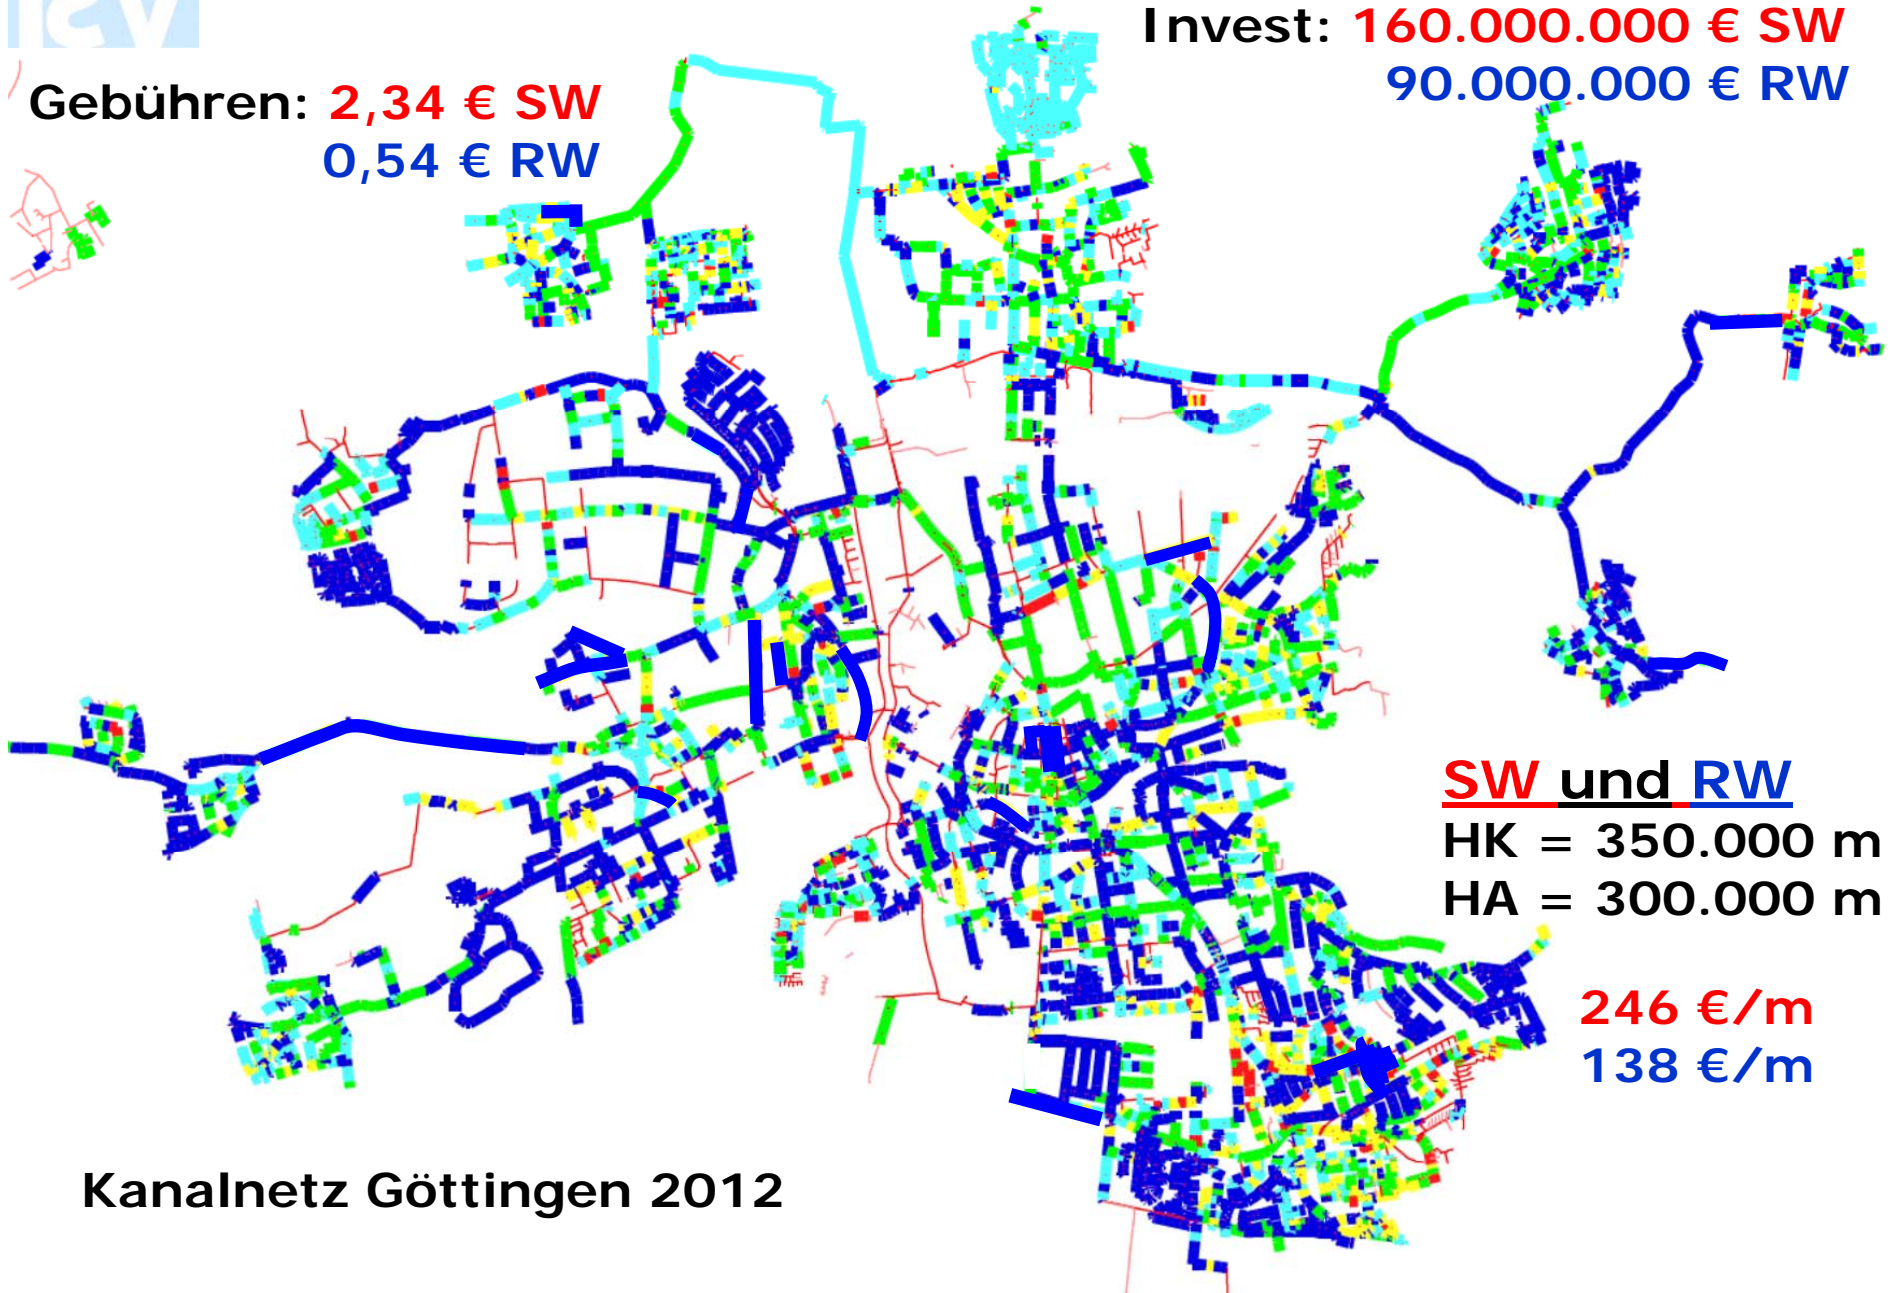 Invest: 160.000.000 € SW
90.000.000 € RW
Gebühren: 2,34 € SW
0,54 € RW
SW und RW
HK = 350.000 m
HA = 300.000 m
246 €/m
138 €/m
Kanalnetz Göttingen 2012